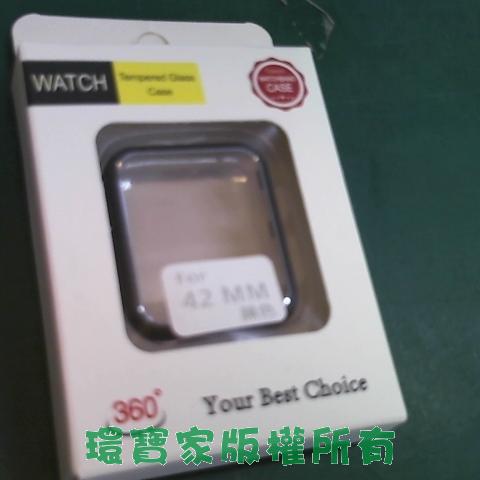 WATCH
Tempered Glass
Case
WATERPROOF
CASE
For
42 MM
360°
Your Best Choice
環寶家版權所有